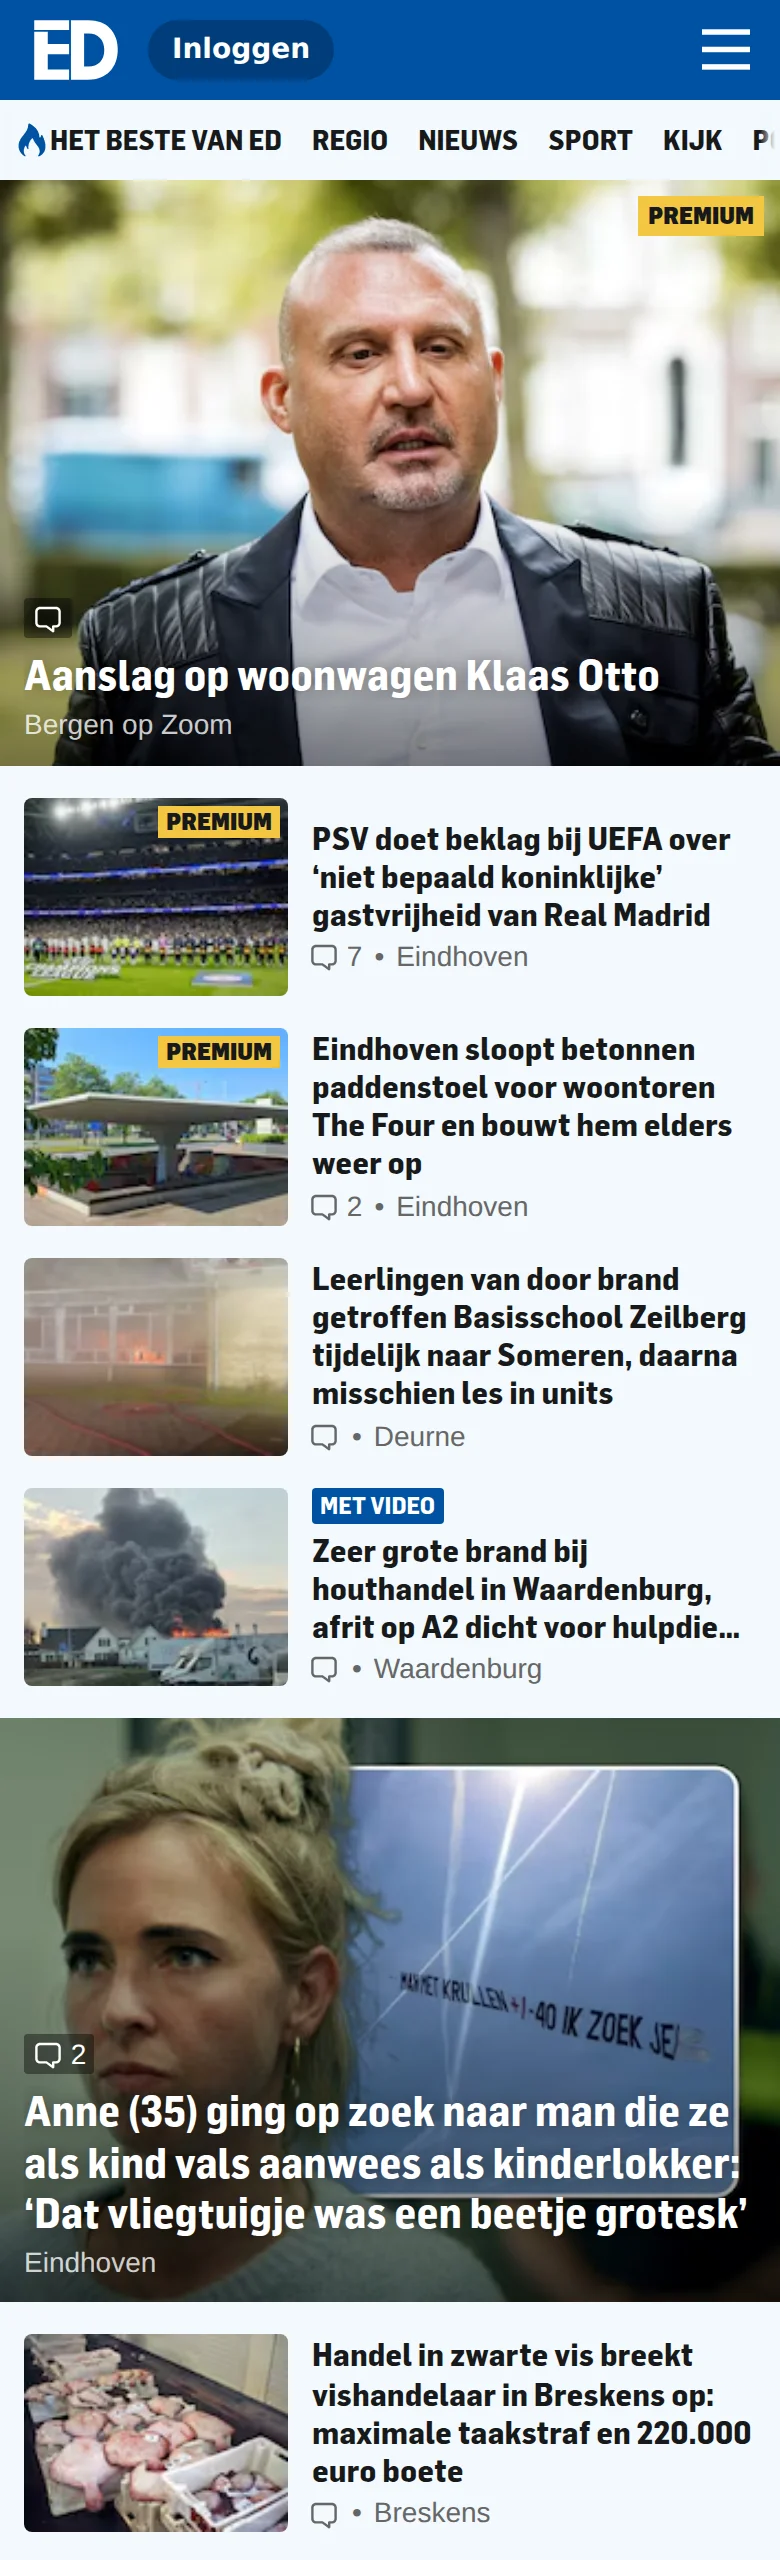 ED
Inloggen
HET BESTE VAN ED REGIO NIEUWS SPORT KIJK
PREMIUM
Aanslag op woonwagen Klaas Otto
Bergen op Zoom
PREMIUM
PSV doet beklag bij UEFA over
‘niet bepaald koninklijke’
gastvrijheid van Real Madrid
7 • Eindhoven
PREMIUM
Eindhoven sloopt betonnen
paddenstoel voor woontoren
The Four en bouwt hem elders
weer op
2 • Eindhoven
Leerlingen van door brand
getroffen Basisschool Zeilberg
tijdelijk naar Someren, daarna
misschien les in units
• Deurne
MET VIDEO
Zeer grote brand bij
houthandel in Waardenburg,
afrit op A2 dicht voor hulpdie...
• Waardenburg
MAN MET KRULLEN +/-40 IK ZOEK JE!
2
Anne (35) ging op zoek naar man die ze
als kind vals aanwees als kinderlokker:
‘Dat vliegtuigje was een beetje grotesk’
Eindhoven
Handel in zwarte vis breekt
vishandelaar in Breskens op:
maximale taakstraf en 220.000
euro boete
• Breskens